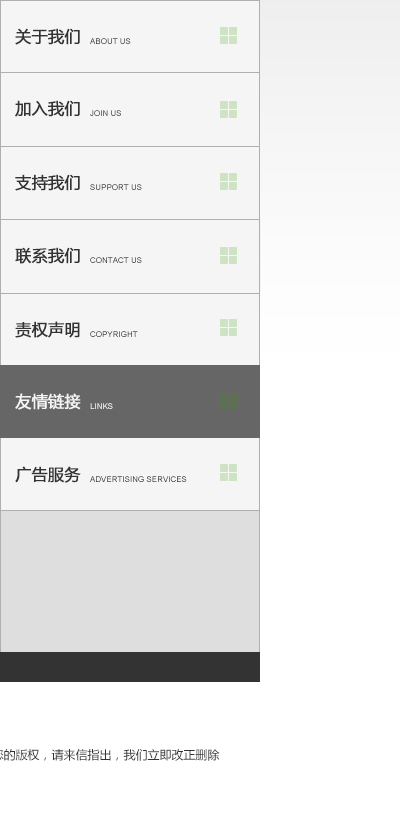 关于我们 ABOUT US
加入我们 JOIN US
支持我们 SUPPORT US
联系我们 CONTACT US
责权声明 COPYRIGHT
友情链接 LINKS
广告服务 ADVERTISING SERVICES
的版权，请来信指出，我们立即改正删除